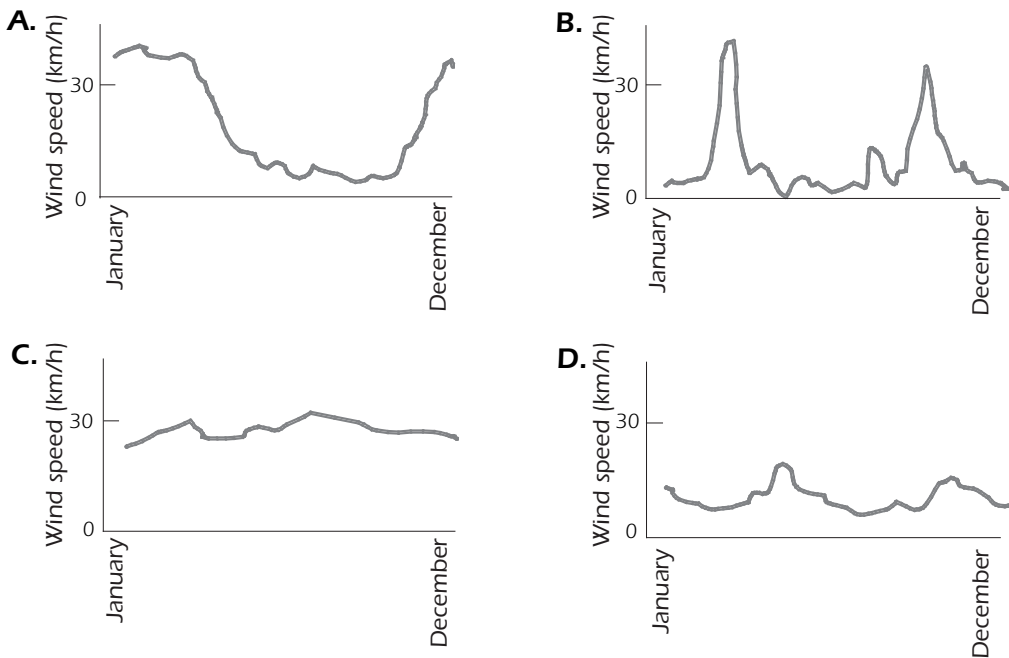 A.
Wind speed (km/h)
30
0
January
December
B.
Wind speed (km/h)
30
0
January
December
C.
Wind speed (km/h)
30
0
January
December
D.
Wind speed (km/h)
30
0
January
December